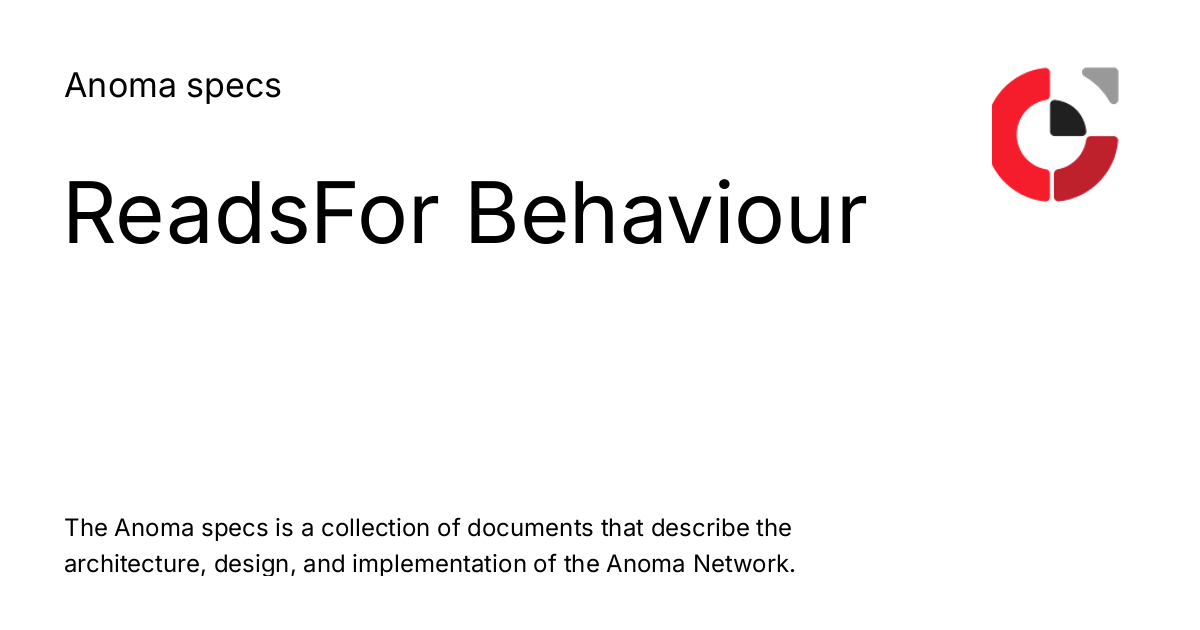 Anoma specs
ReadsFor Behaviour
The Anoma specs is a collection of documents that describe the
architecture, design, and implementation of the Anoma Network.